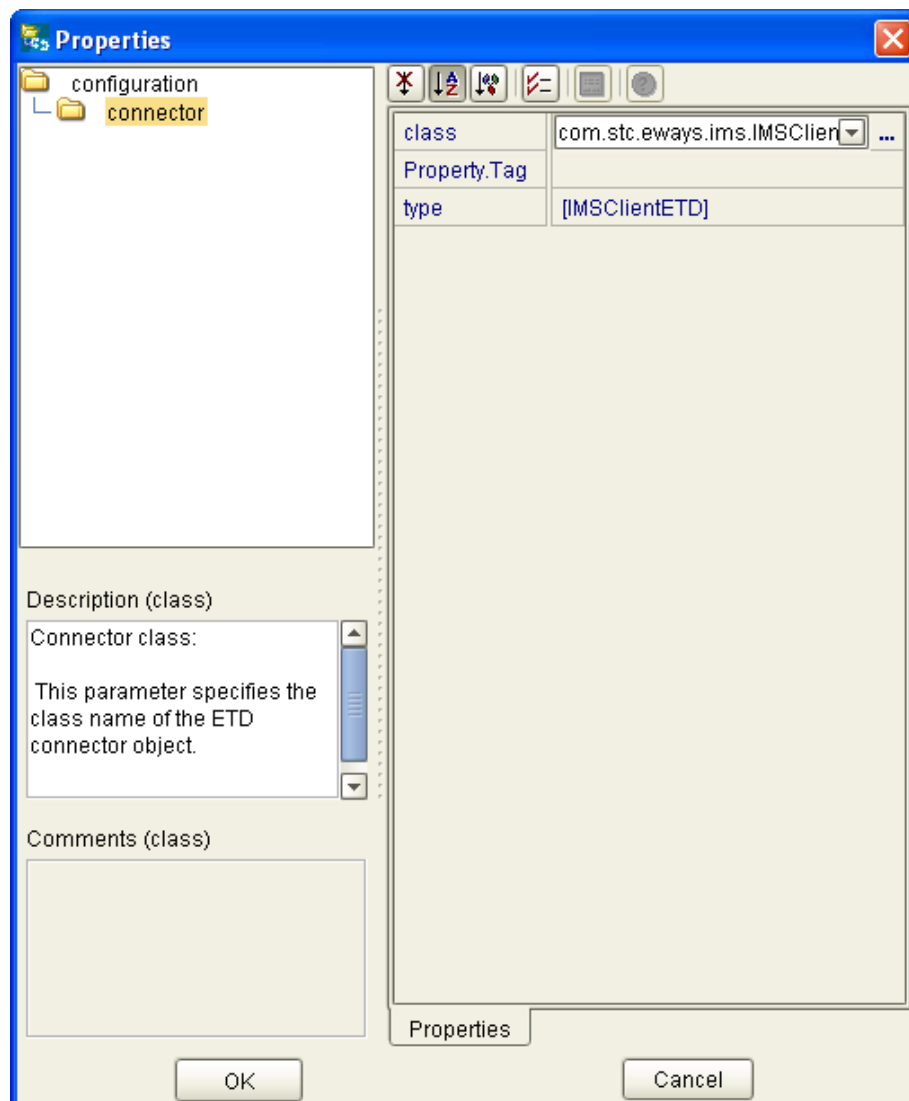 Properties
configuration
connector
class
com.stc.eways.ims.IMSClien
...
Property.Tag
type
[IMSClientETD]
Description (class)
Connector class:
This parameter specifies the
class name of the ETD
connector object.
Comments (class)
Properties
OK
Cancel